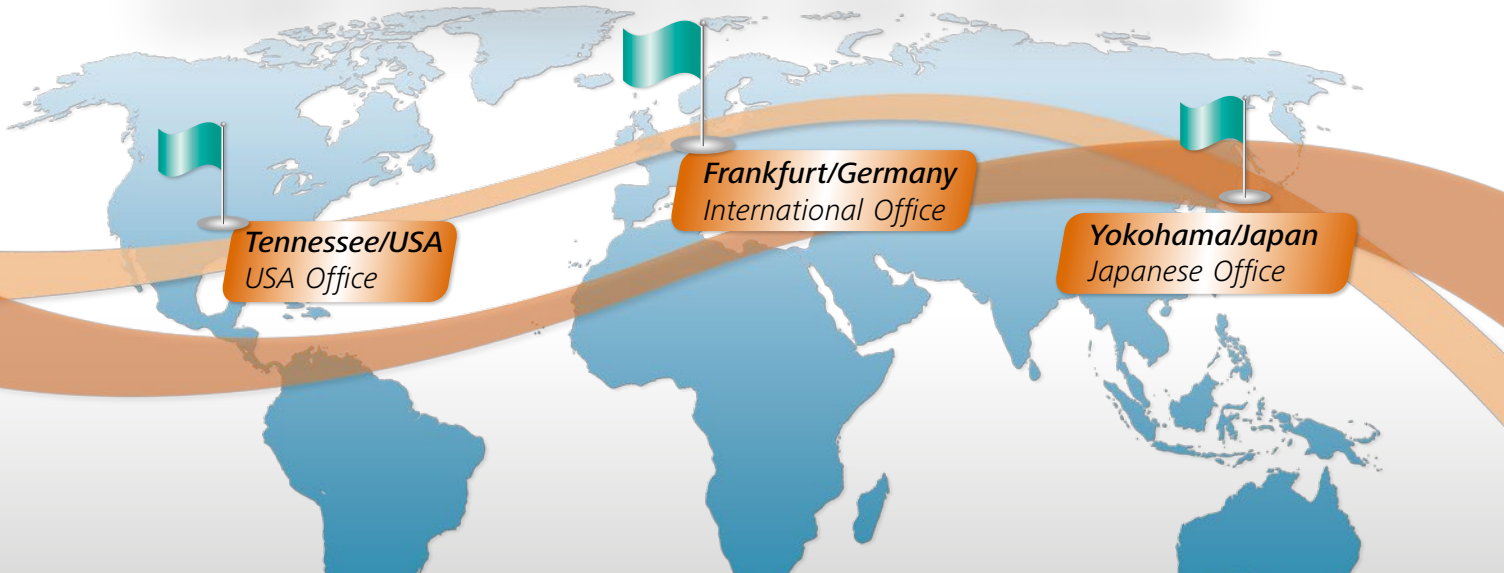 Tennessee/USA
USA Office
Frankfurt/Germany
International Office
Yokohama/Japan
Japanese Office